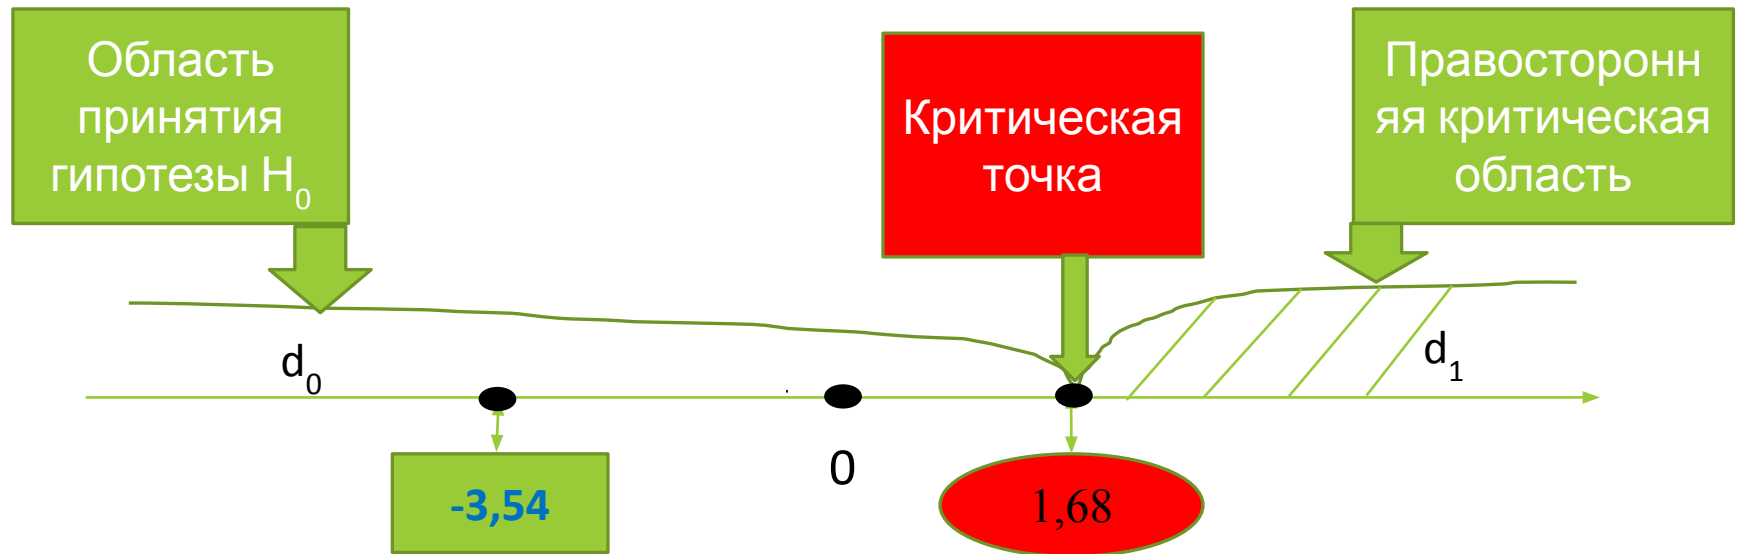 Область
принятия
гипотезы H₀
Критическая
точка
Правосторонн
яя критическая
область
d₀
d₁
0
-3,54
1,68